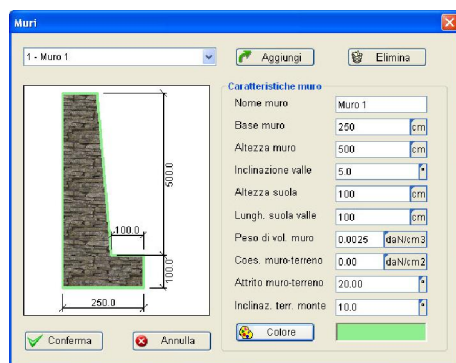 Muri
1 - Muro 1
Aggiungi
Elimina
Caratteristiche muro
Nome muro Muro 1
Base muro 250 cm
Altezza muro 500 cm
Inclinazione valle 5.0 °
Altezza suola 100 cm
Lungh. suola valle 100 cm
Peso di vol. muro 0.0025 daN/cm3
Coes. muro-terreno 0.00 daN/cm2
Attrito muro-terreno 20.00 °
Inclinaz. terr. monte 10.0 °
Colore
500.0
100.0
100.0
250.0
Conferma
Annulla